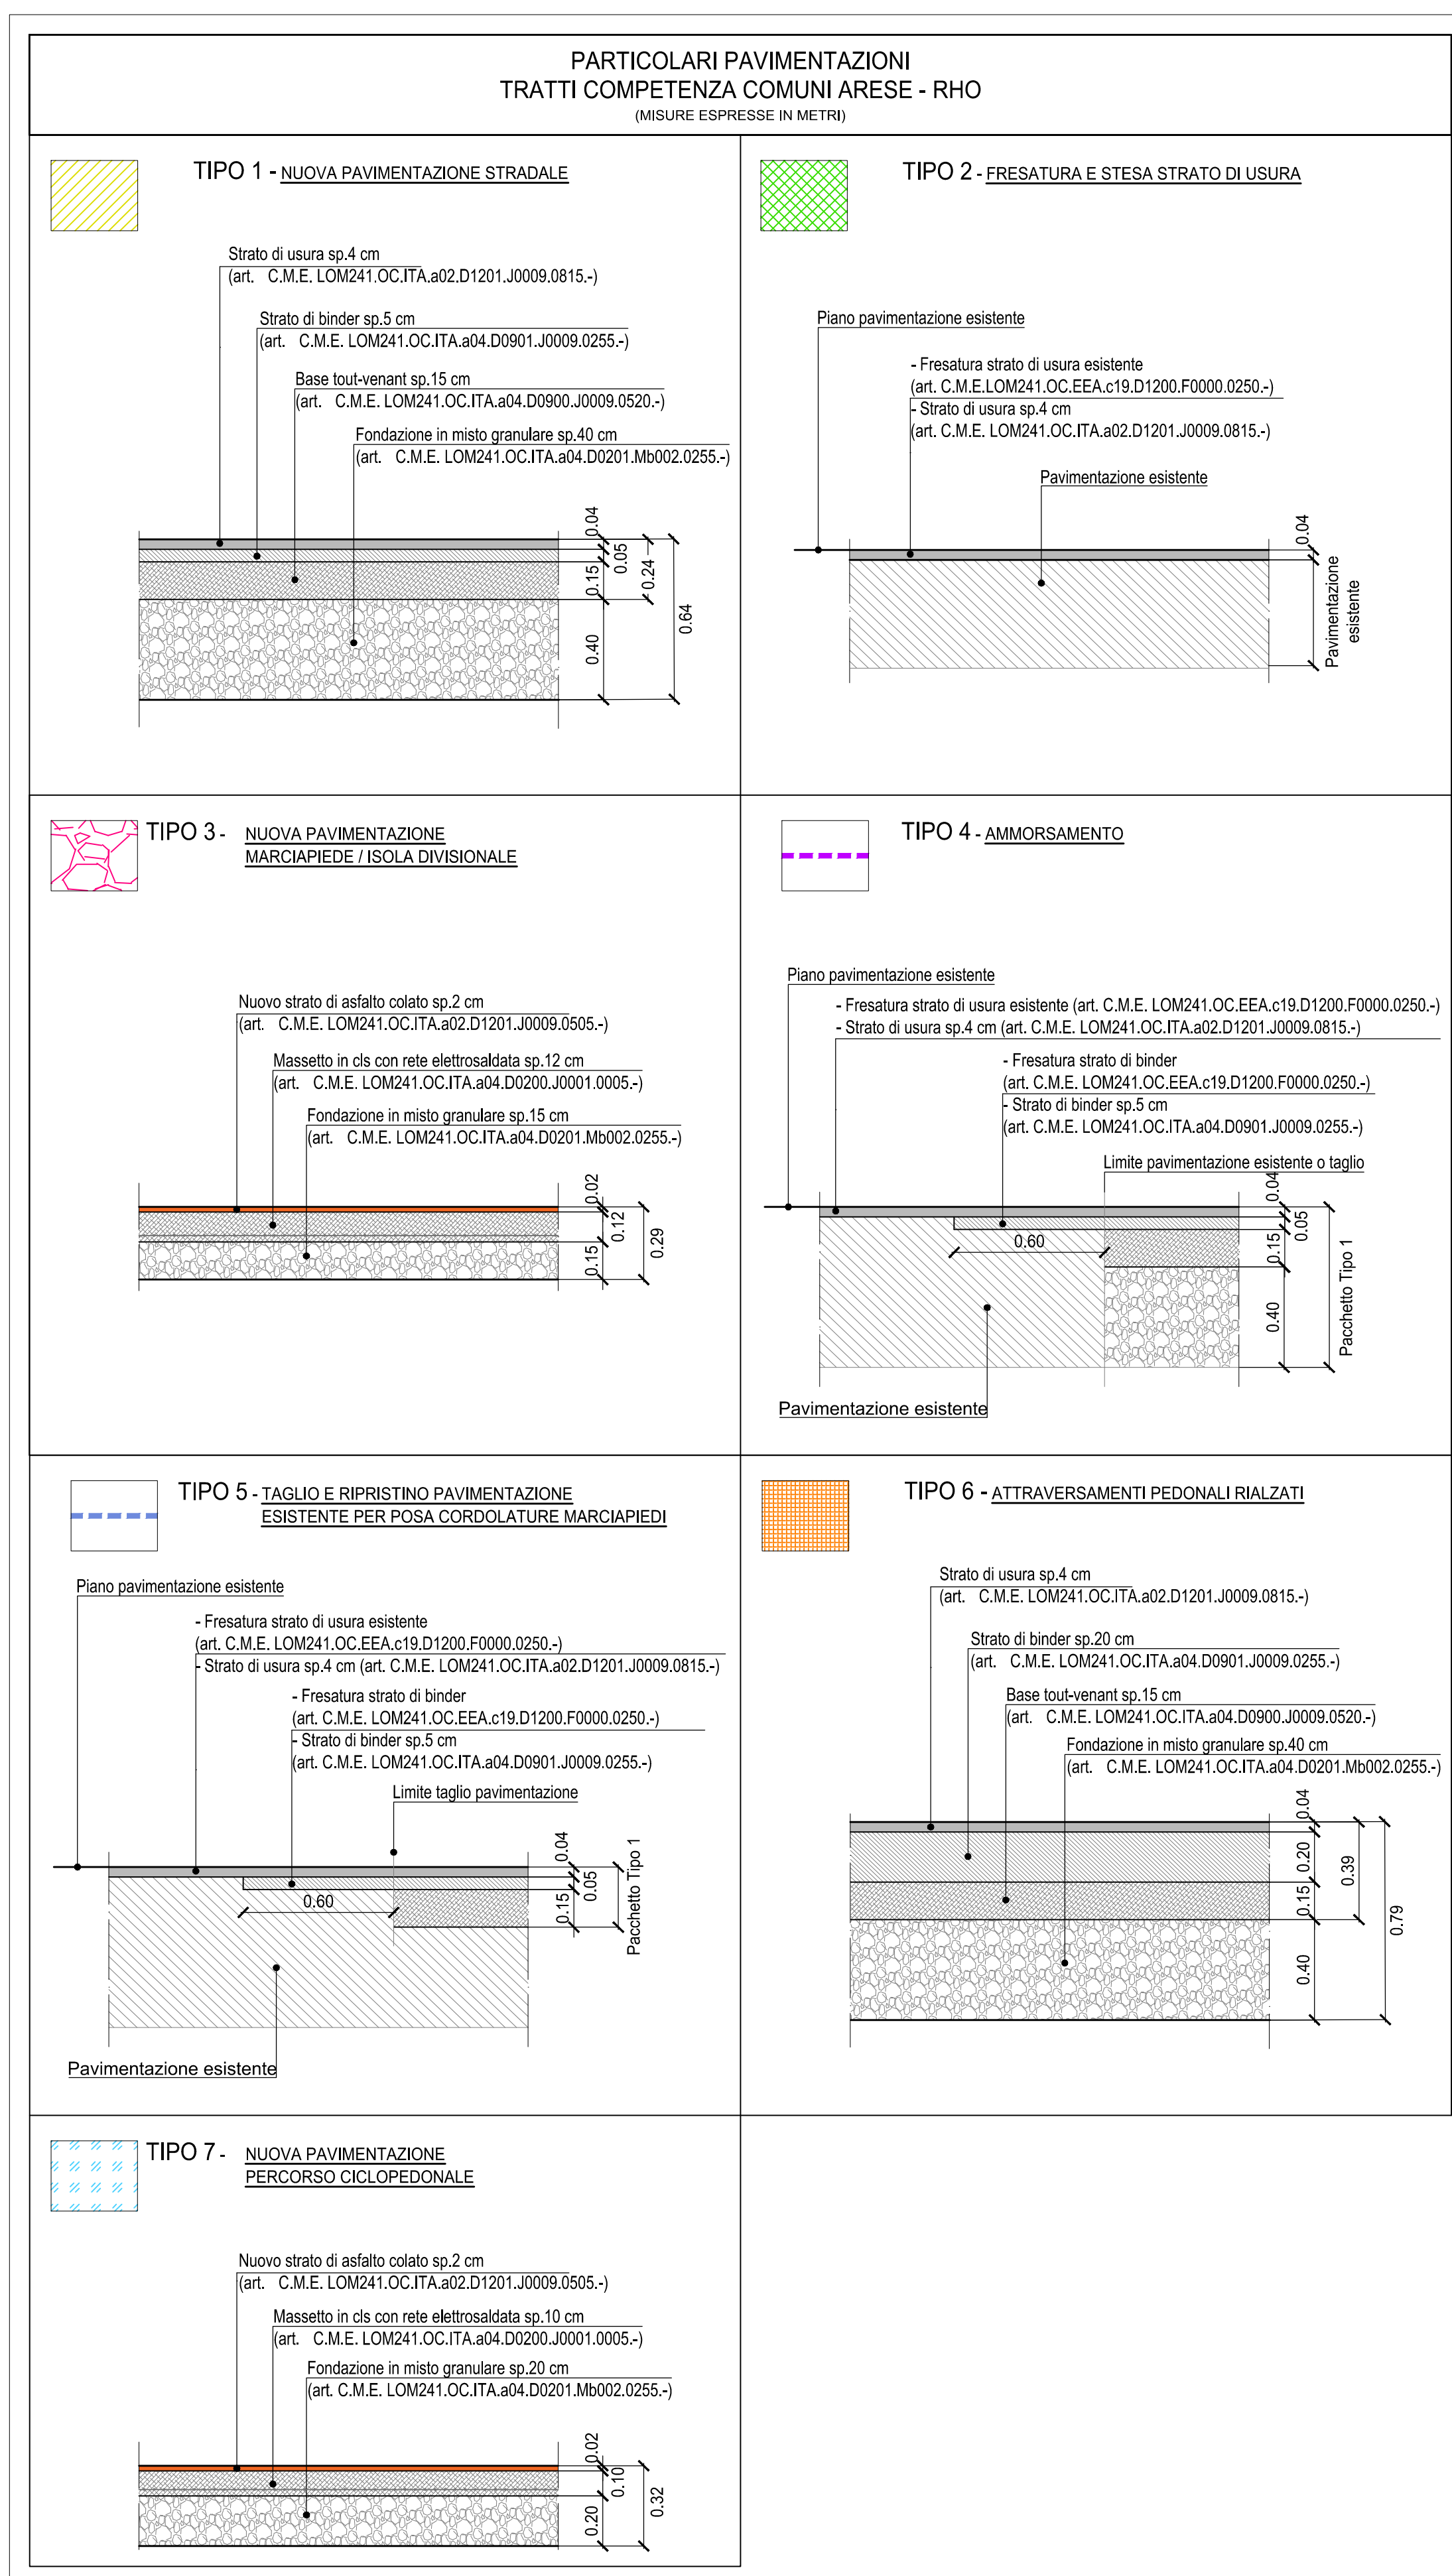 PARTICOLARI PAVIMENTAZIONI
TRATTI COMPETENZA COMUNI ARESE - RHO
(MISURE ESPRESSE IN METRI)
TIPO 1 - NUOVA PAVIMENTAZIONE STRADALE
Strato di usura sp.4 cm
(art. C.M.E. LOM241.OC.ITA.a02.D1201.J0009.0815.-)
Strato di binder sp.5 cm
(art. C.M.E. LOM241.OC.ITA.a04.D0901.J0009.0255.-)
Base tout-venant sp.15 cm
(art. C.M.E. LOM241.OC.ITA.a04.D0900.J0009.0520.-)
Fondazione in misto granulare sp.40 cm
(art. C.M.E. LOM241.OC.ITA.a04.D0201.Mb002.0255.-)
0.04
0.05
0.15
0.24
0.40
0.64
TIPO 2 - FRESATURA E STESA STRATO DI USURA
Piano pavimentazione esistente
- Fresatura strato di usura esistente
(art. C.M.E.LOM241.OC.EEA.c19.D1200.F0000.0250.-)
- Strato di usura sp.4 cm
(art. C.M.E. LOM241.OC.ITA.a02.D1201.J0009.0815.-)
Pavimentazione esistente
0.04
Pavimentazione
esistente
TIPO 3 - NUOVA PAVIMENTAZIONE
MARCIAPIEDE / ISOLA DIVISIONALE
Nuovo strato di asfalto colato sp.2 cm
(art. C.M.E. LOM241.OC.ITA.a02.D1201.J0009.0505.-)
Massetto in cls con rete elettrosaldata sp.12 cm
(art. C.M.E. LOM241.OC.ITA.a04.D0200.J0001.0005.-)
Fondazione in misto granulare sp.15 cm
(art. C.M.E. LOM241.OC.ITA.a04.D0201.Mb002.0255.-)
0.02
0.12
0.15
0.29
TIPO 4 - AMMORSAMENTO
Piano pavimentazione esistente
- Fresatura strato di usura esistente (art. C.M.E. LOM241.OC.EEA.c19.D1200.F0000.0250.-)
- Strato di usura sp.4 cm (art. C.M.E. LOM241.OC.ITA.a02.D1201.J0009.0815.-)
- Fresatura strato di binder
(art. C.M.E. LOM241.OC.EEA.c19.D1200.F0000.0250.-)
- Strato di binder sp.5 cm
(art. C.M.E. LOM241.OC.ITA.a04.D0901.J0009.0255.-)
Limite pavimentazione esistente o taglio
0.04
0.05
0.15
0.60
0.40
Pacchetto Tipo 1
Pavimentazione esistente
TIPO 5 - TAGLIO E RIPRISTINO PAVIMENTAZIONE
ESISTENTE PER POSA CORDOLATURE MARCIAPIEDI
Piano pavimentazione esistente
- Fresatura strato di usura esistente
(art. C.M.E. LOM241.OC.EEA.c19.D1200.F0000.0250.-)
- Strato di usura sp.4 cm (art. C.M.E. LOM241.OC.ITA.a02.D1201.J0009.0815.-)
- Fresatura strato di binder
(art. C.M.E. LOM241.OC.EEA.c19.D1200.F0000.0250.-)
- Strato di binder sp.5 cm
(art. C.M.E. LOM241.OC.ITA.a04.D0901.J0009.0255.-)
Limite taglio pavimentazione
0.04
0.05
0.15
0.60
Pacchetto Tipo 1
Pavimentazione esistente
TIPO 6 - ATTRAVERSAMENTI PEDONALI RIALZATI
Strato di usura sp.4 cm
(art. C.M.E. LOM241.OC.ITA.a02.D1201.J0009.0815.-)
Strato di binder sp.20 cm
(art. C.M.E. LOM241.OC.ITA.a04.D0901.J0009.0255.-)
Base tout-venant sp.15 cm
(art. C.M.E. LOM241.OC.ITA.a04.D0900.J0009.0520.-)
Fondazione in misto granulare sp.40 cm
(art. C.M.E. LOM241.OC.ITA.a04.D0201.Mb002.0255.-)
0.04
0.20
0.15
0.39
0.40
0.79
TIPO 7 - NUOVA PAVIMENTAZIONE
PERCORSO CICLOPEDONALE
Nuovo strato di asfalto colato sp.2 cm
(art. C.M.E. LOM241.OC.ITA.a02.D1201.J0009.0505.-)
Massetto in cls con rete elettrosaldata sp.10 cm
(art. C.M.E. LOM241.OC.ITA.a04.D0200.J0001.0005.-)
Fondazione in misto granulare sp.20 cm
(art. C.M.E. LOM241.OC.ITA.a04.D0201.Mb002.0255.-)
0.02
0.10
0.20
0.32